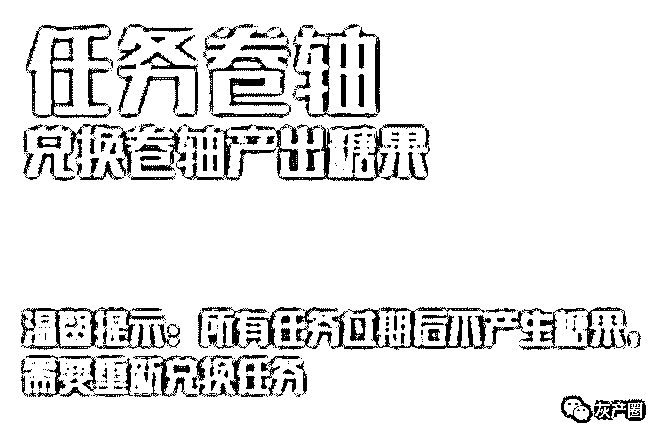 任务卷轴
兑换卷轴产出糖果
温馨提示：所有任务过期后不产生糖果，
需要重新兑换任务
灰产圈